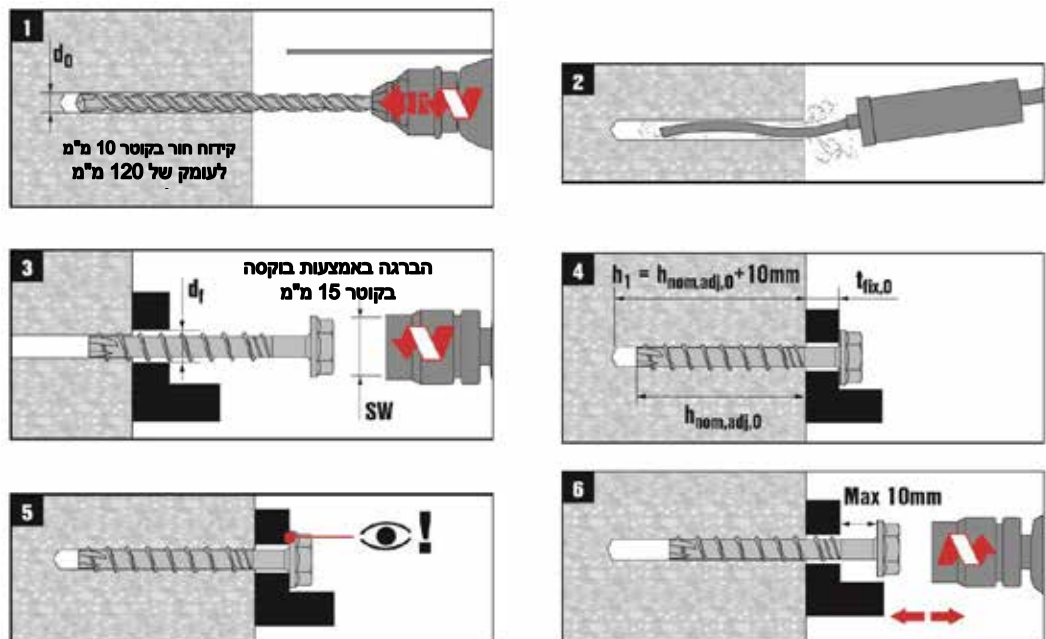 1
d0
קידוח חור בקוטר 10 מ"מ
לעומק של 120 מ"מ
2
3
הברגה באמצעות בוקסה
בקוטר 15 מ"מ
df
SW
4
h1 = hnom,adj,0+10mm
tfix,0
hnom,adj,0
5
!
6
Max 10mm